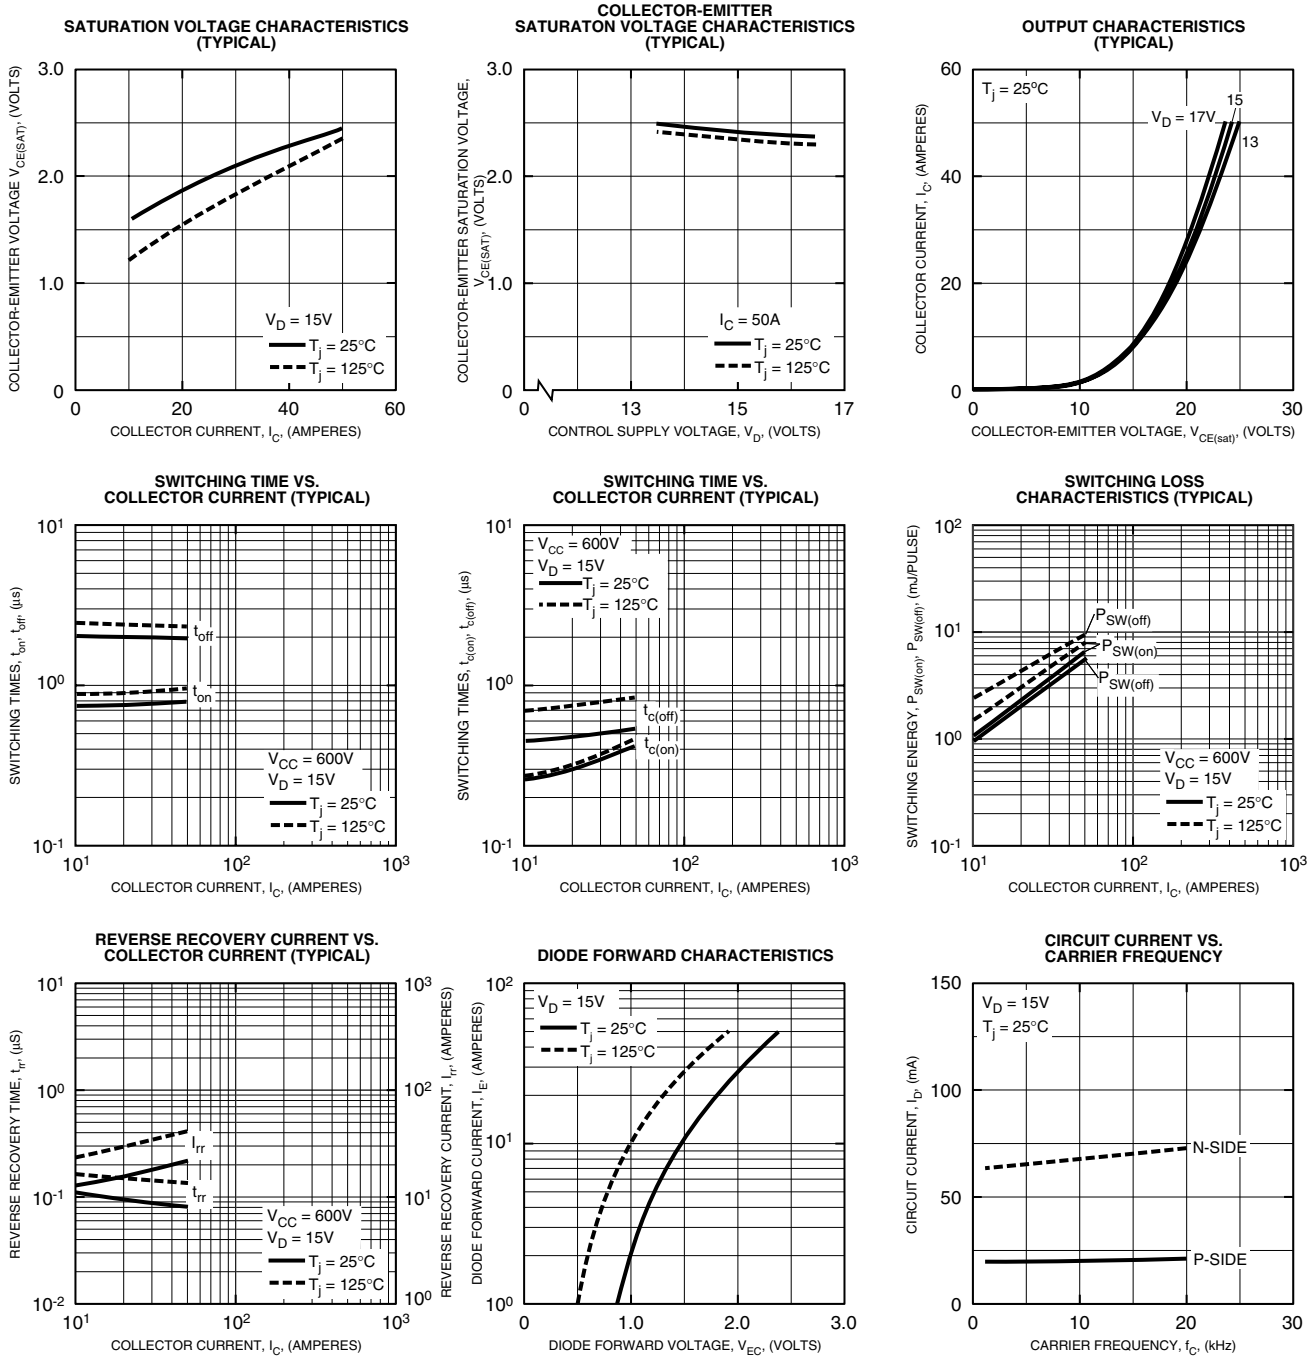 SATURATION VOLTAGE CHARACTERISTICS
(TYPICAL)
COLLECTOR-EMITTER VOLTAGE V_CE(SAT), (VOLTS)
3.0
2.0
1.0
0
V_D = 15V
T_j = 25°C
T_j = 125°C
0 20 40 60
COLLECTOR CURRENT, I_C, (AMPERES)
COLLECTOR-EMITTER
SATURATON VOLTAGE CHARACTERISTICS
(TYPICAL)
COLLECTOR-EMITTER SATURATION VOLTAGE,
V_CE(SAT), (VOLTS)
3.0
2.0
1.0
0
I_C = 50A
T_j = 25°C
T_j = 125°C
0 13 15 17
CONTROL SUPPLY VOLTAGE, V_D, (VOLTS)
OUTPUT CHARACTERISTICS
(TYPICAL)
COLLECTOR CURRENT, I_C, (AMPERES)
60
40
20
0
T_j = 25°C
15
V_D = 17V
13
0 10 20 30
COLLECTOR-EMITTER VOLTAGE, V_CE(sat), (VOLTS)
SWITCHING TIME VS.
COLLECTOR CURRENT (TYPICAL)
SWITCHING TIMES, t_on, t_off, (µs)
10^1
10^0
10^-1
t_off
t_on
V_CC = 600V
V_D = 15V
T_j = 25°C
T_j = 125°C
10^1 10^2 10^3
COLLECTOR CURRENT, I_C, (AMPERES)
SWITCHING TIME VS.
COLLECTOR CURRENT (TYPICAL)
SWITCHING TIMES, t_c(on), t_c(off), (µs)
10^1
10^0
10^-1
V_CC = 600V
V_D = 15V
T_j = 25°C
T_j = 125°C
t_c(off)
t_c(on)
10^1 10^2 10^3
COLLECTOR CURRENT, I_C, (AMPERES)
SWITCHING LOSS
CHARACTERISTICS (TYPICAL)
SWITCHING ENERGY, P_SW(on), P_SW(off), (mJ/PULSE)
10^2
10^1
10^0
10^-1
P_SW(off)
P_SW(on)
P_SW(off)
V_CC = 600V
V_D = 15V
T_j = 25°C
T_j = 125°C
10^1 10^2 10^3
COLLECTOR CURRENT, I_C, (AMPERES)
REVERSE RECOVERY CURRENT VS.
COLLECTOR CURRENT (TYPICAL)
REVERSE RECOVERY TIME, t_rr, (µS)
10^1
10^0
10^-1
10^-2
I_rr
t_rr
V_CC = 600V
V_D = 15V
T_j = 25°C
T_j = 125°C
10^3
10^2
10^1
10^0
REVERSE RECOVERY CURRENT, I_rr, (AMPERES)
10^1 10^2 10^3
COLLECTOR CURRENT, I_C, (AMPERES)
DIODE FORWARD CHARACTERISTICS
DIODE FORWARD CURRENT, I_E, (AMPERES)
10^2
10^1
10^0
V_D = 15V
T_j = 25°C
T_j = 125°C
0 1.0 2.0 3.0
DIODE FORWARD VOLTAGE, V_EC, (VOLTS)
CIRCUIT CURRENT VS.
CARRIER FREQUENCY
CIRCUIT CURRENT, I_D, (mA)
150
100
50
0
V_D = 15V
T_j = 25°C
N-SIDE
P-SIDE
0 10 20 30
CARRIER FREQUENCY, f_C, (kHz)